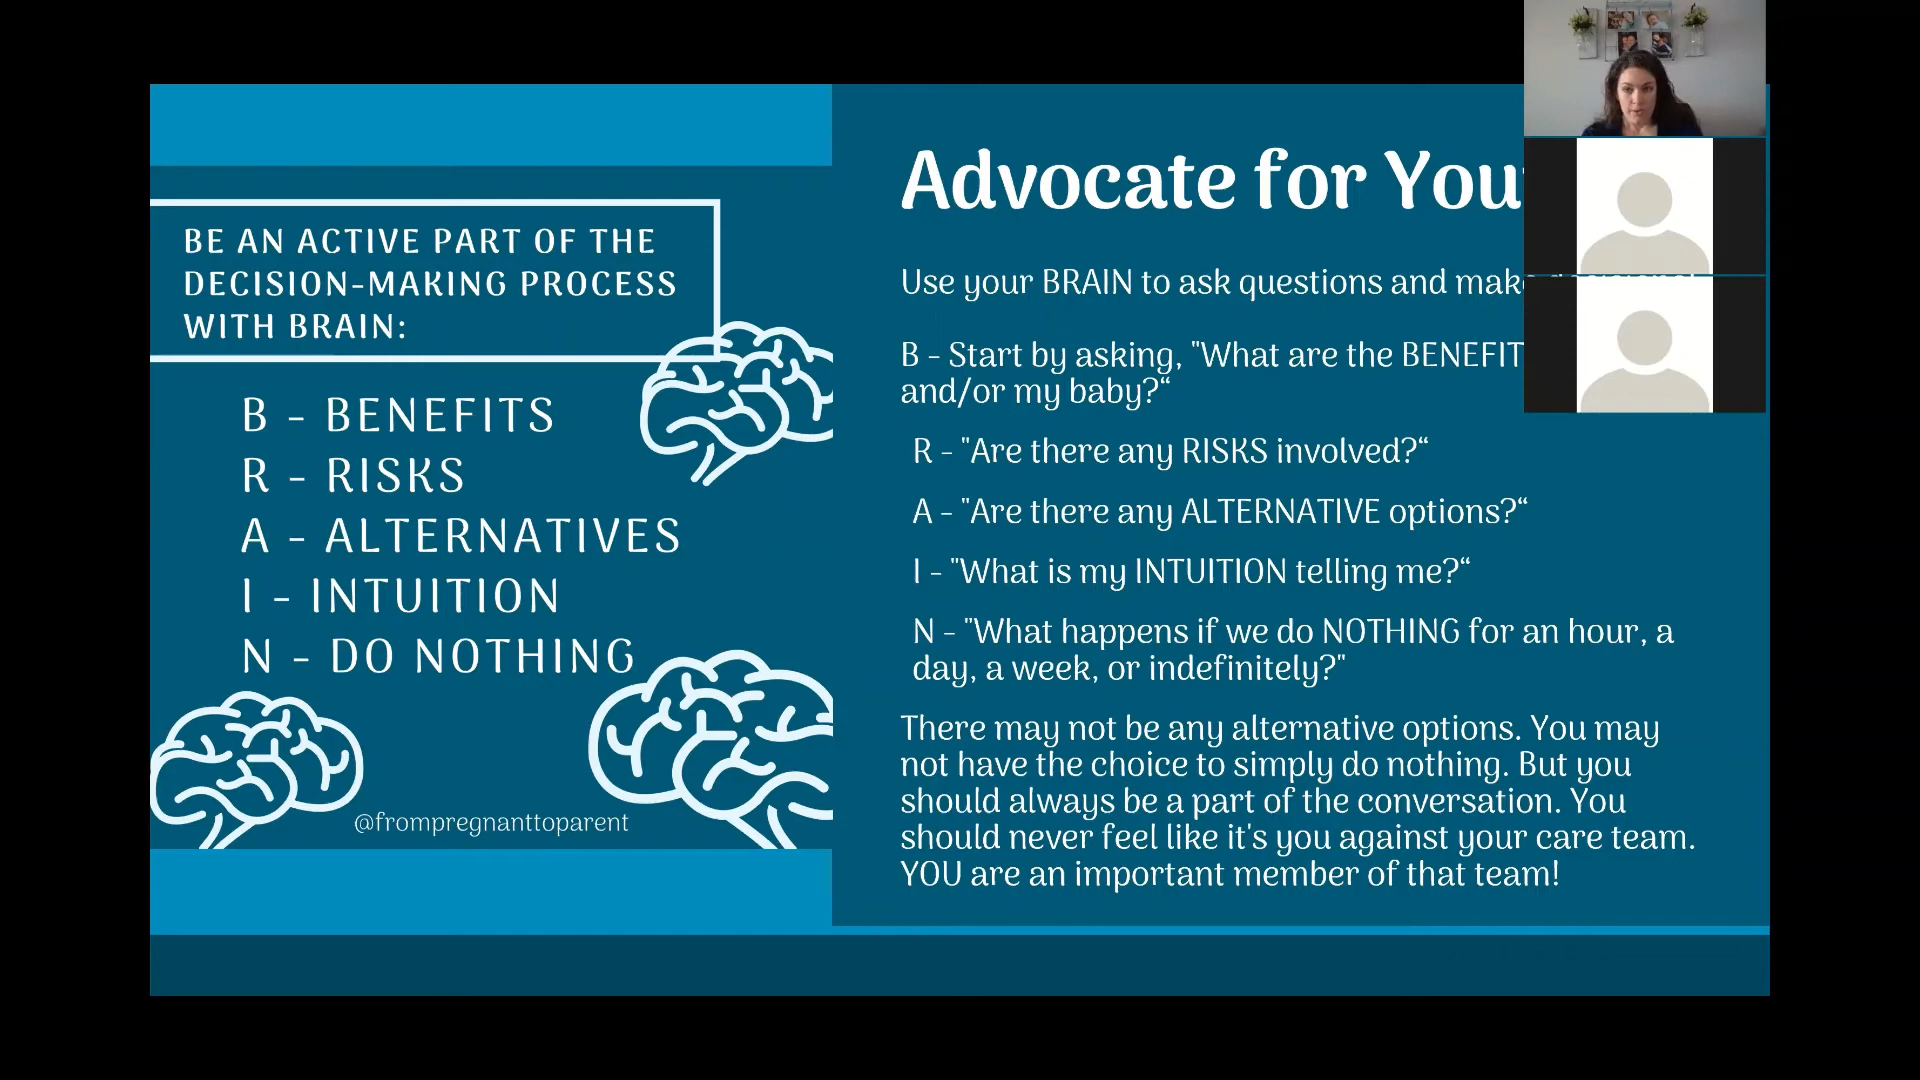 BE AN ACTIVE PART OF THE
DECISION-MAKING PROCESS
WITH BRAIN:
B - BENEFITS
R - RISKS
A - ALTERNATIVES
I - INTUITION
N - DO NOTHING
@frompregnanttoparent
Advocate for You
Use your BRAIN to ask questions and make
B - Start by asking, "What are the BENEFIT
and/or my baby?“
R - "Are there any RISKS involved?“
A - "Are there any ALTERNATIVE options?“
I - "What is my INTUITION telling me?“
N - "What happens if we do NOTHING for an hour, a
day, a week, or indefinitely?"
There may not be any alternative options. You may
not have the choice to simply do nothing. But you
should always be a part of the conversation. You
should never feel like it's you against your care team.
YOU are an important member of that team!